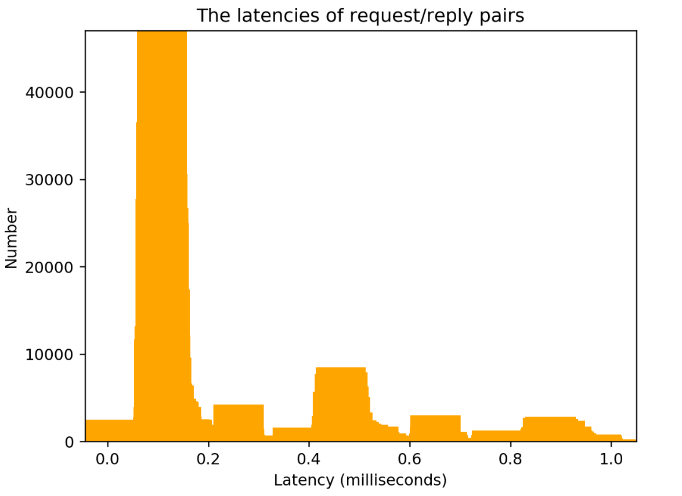 The latencies of request/reply pairs
40000
30000
20000
10000
0
Number
0.0 0.2 0.4 0.6 0.8 1.0
Latency (milliseconds)